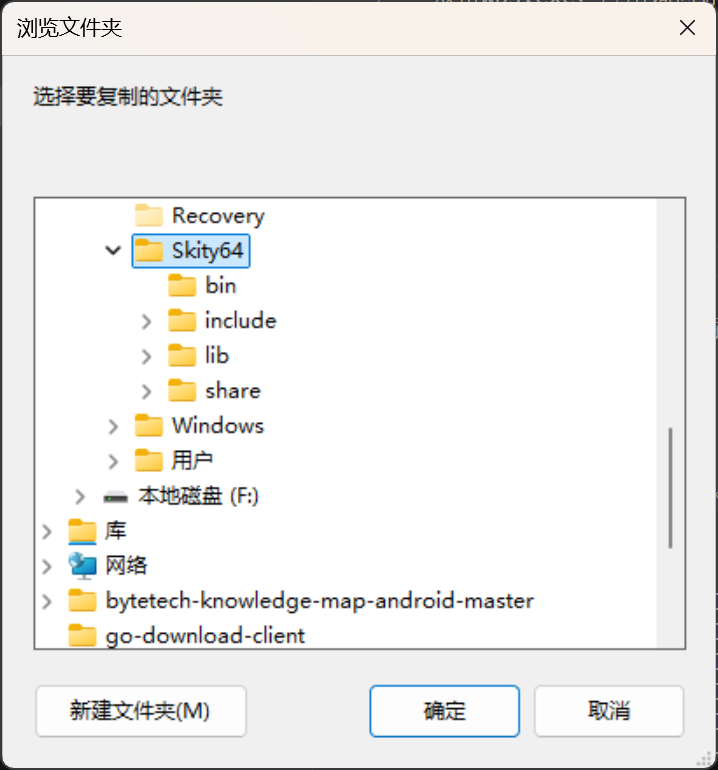 浏览文件夹
选择要复制的文件夹
Recovery
Skity64
bin
include
lib
share
Windows
用户
本地磁盘 (F:)
库
网络
bytetech-knowledge-map-android-master
go-download-client
新建文件夹(M)
确定
取消